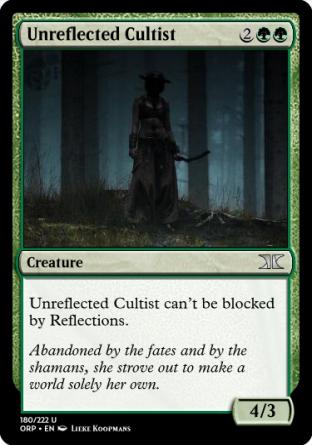 Unreflected Cultist 2
Creature
Unreflected Cultist can't be blocked
by Reflections.
Abandoned by the fates and by the
shamans, she strove out to make a
world solely her own.
4/3
180/222 U
ORP • EN LIEKE KOOPMANS